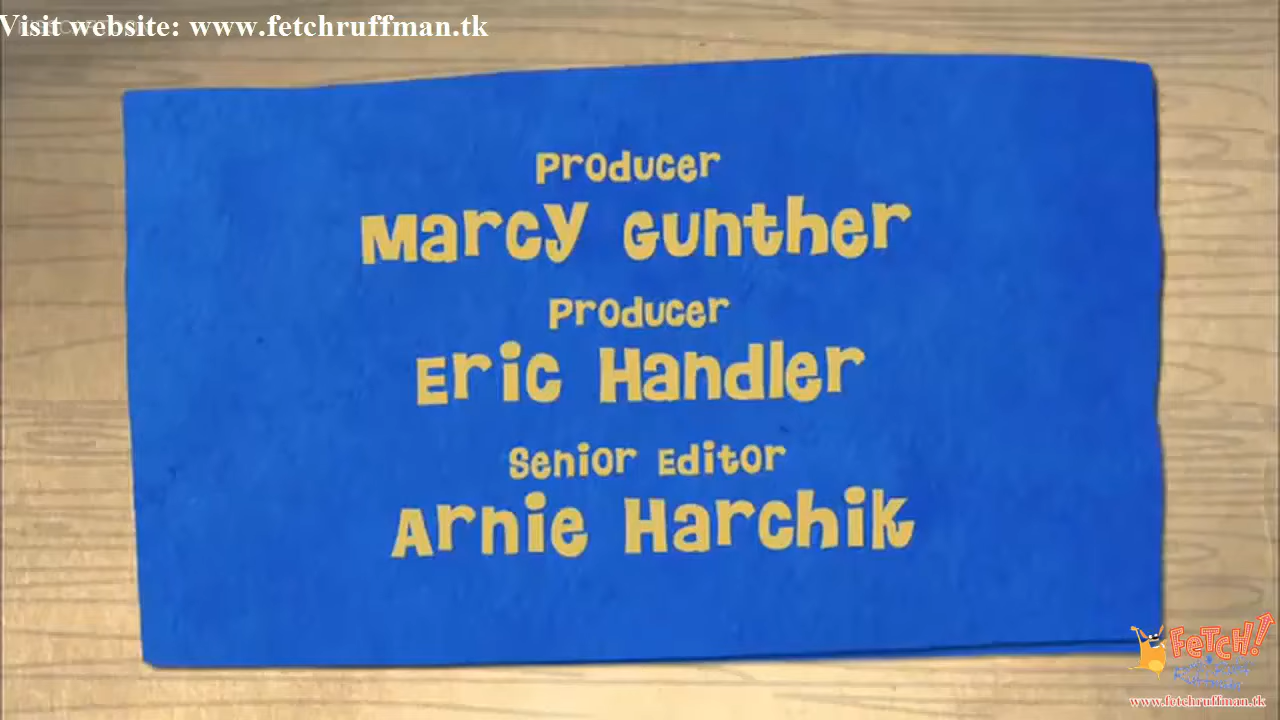 Visit website: www.fetchruffman.tk
Producer
Marcy Gunther
Producer
Eric Handler
Senior Editor
Arnie Harchik
FETCH!
www.fetchruffman.tk